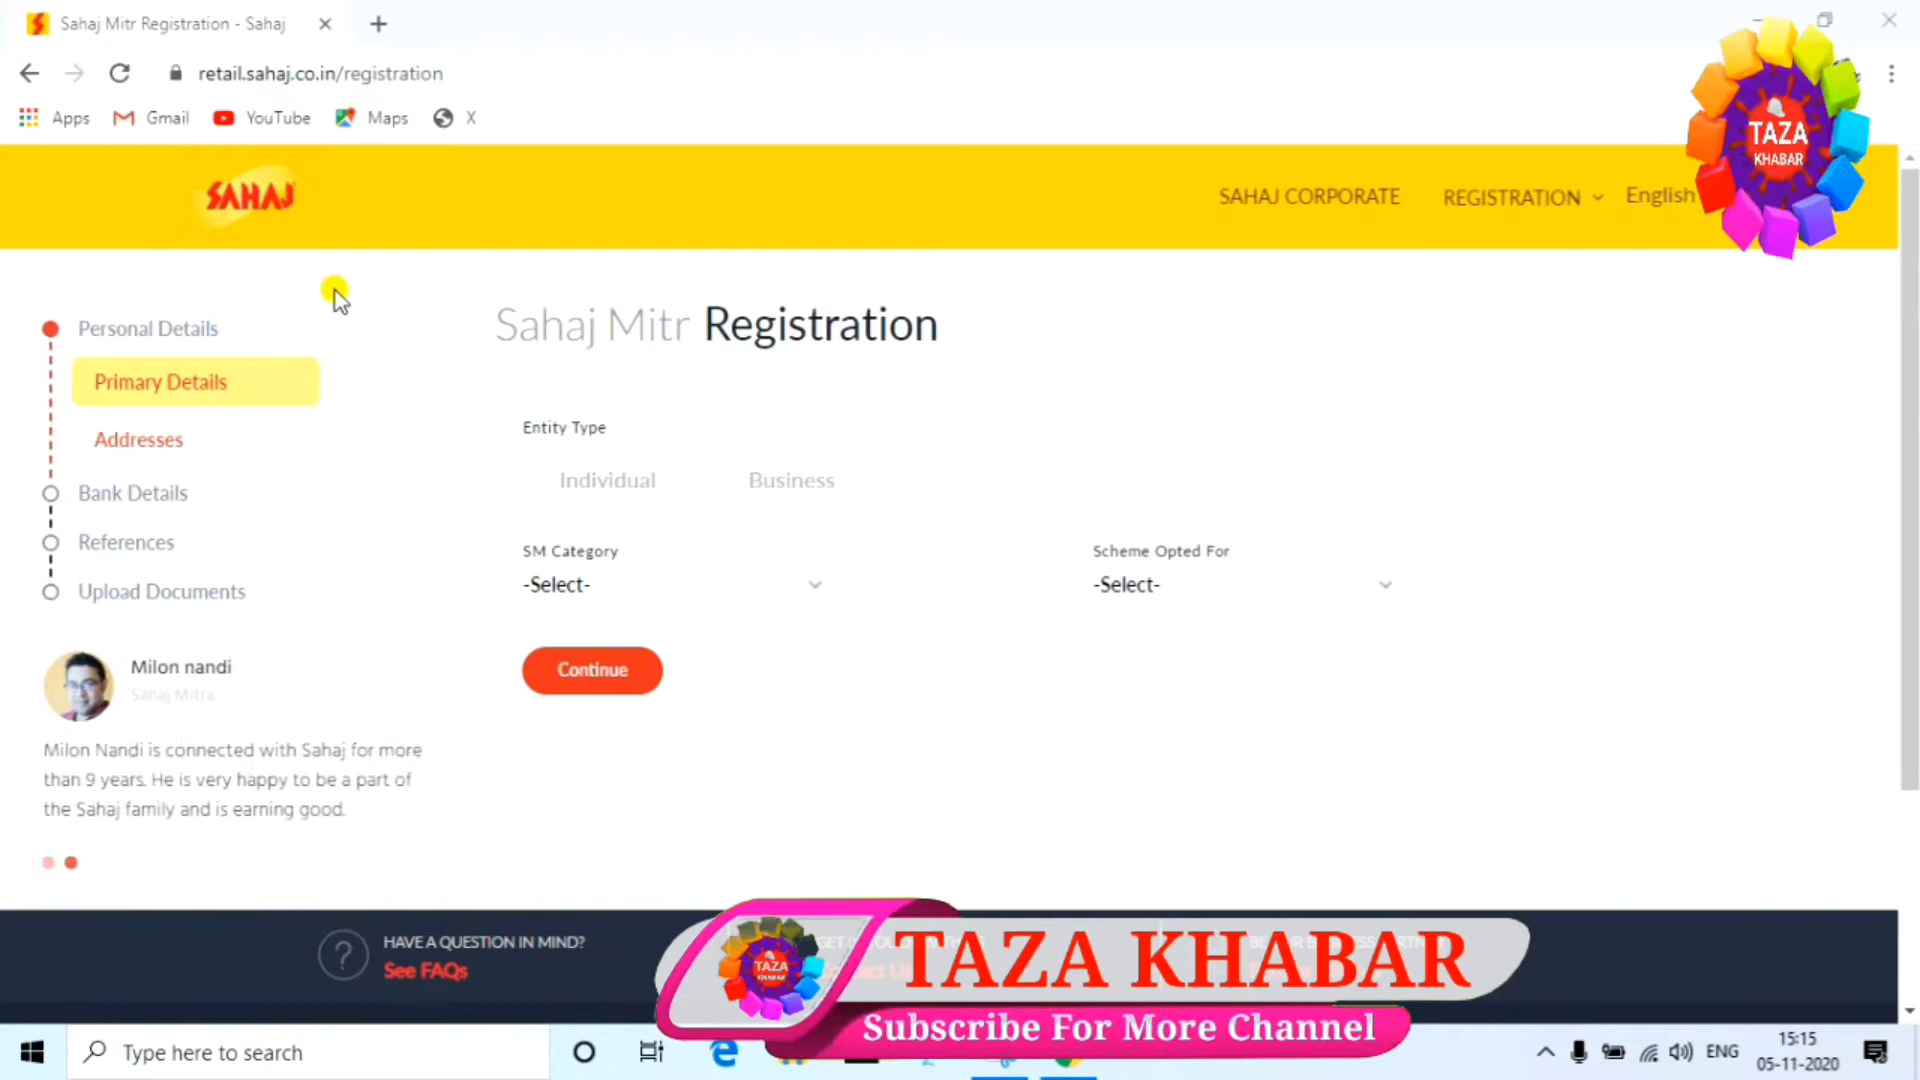 Sahaj Mitr Registration - Sahaj
retail.sahaj.co.in/registration
Apps
Gmail
YouTube
Maps
X
TAZA
KHABAR
SAHAJ
SAHAJ CORPORATE
REGISTRATION
English
Personal Details
Primary Details
Addresses
Bank Details
References
Upload Documents
Sahaj Mitr Registration
Entity Type
Individual
Business
SM Category
-Select-
Scheme Opted For
-Select-
Continue
Milon nandi
Sahaj Mitra
Milon Nandi is connected with Sahaj for more
than 9 years. He is very happy to be a part of
the Sahaj family and is earning good.
HAVE A QUESTION IN MIND?
See FAQs
TAZA
KHABAR
TAZA KHABAR
Subscribe For More Channel
Type here to search
ENG
15:15
05-11-2020